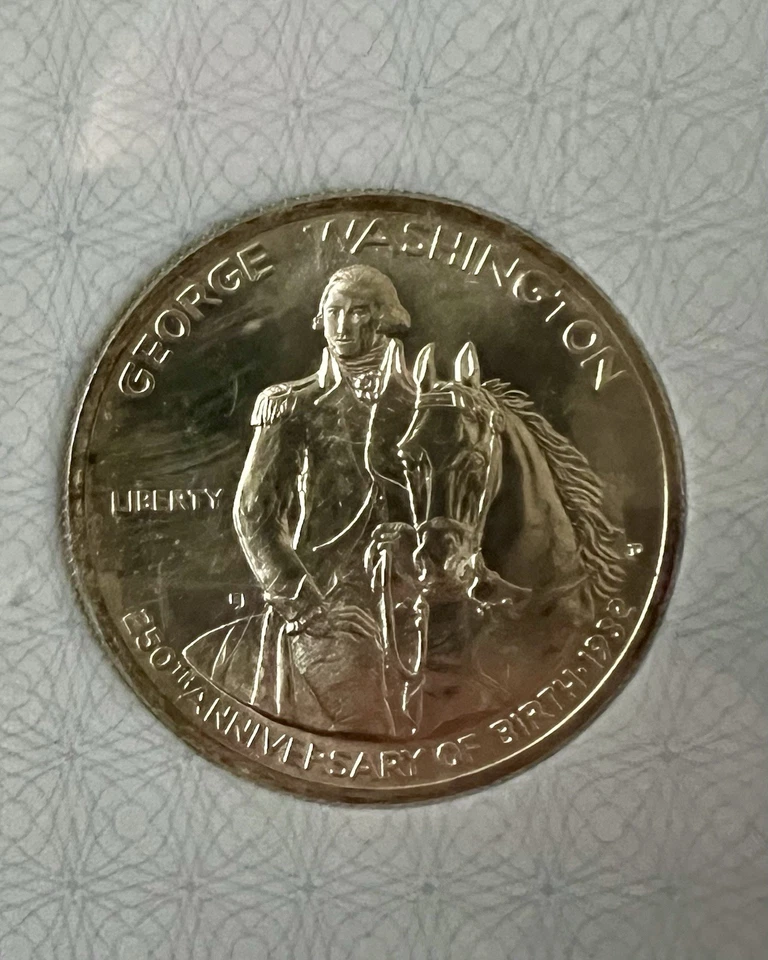 GEORGE WASHINGTON
LIBERTY
250TH ANNIVERSARY OF BIRTH·1982